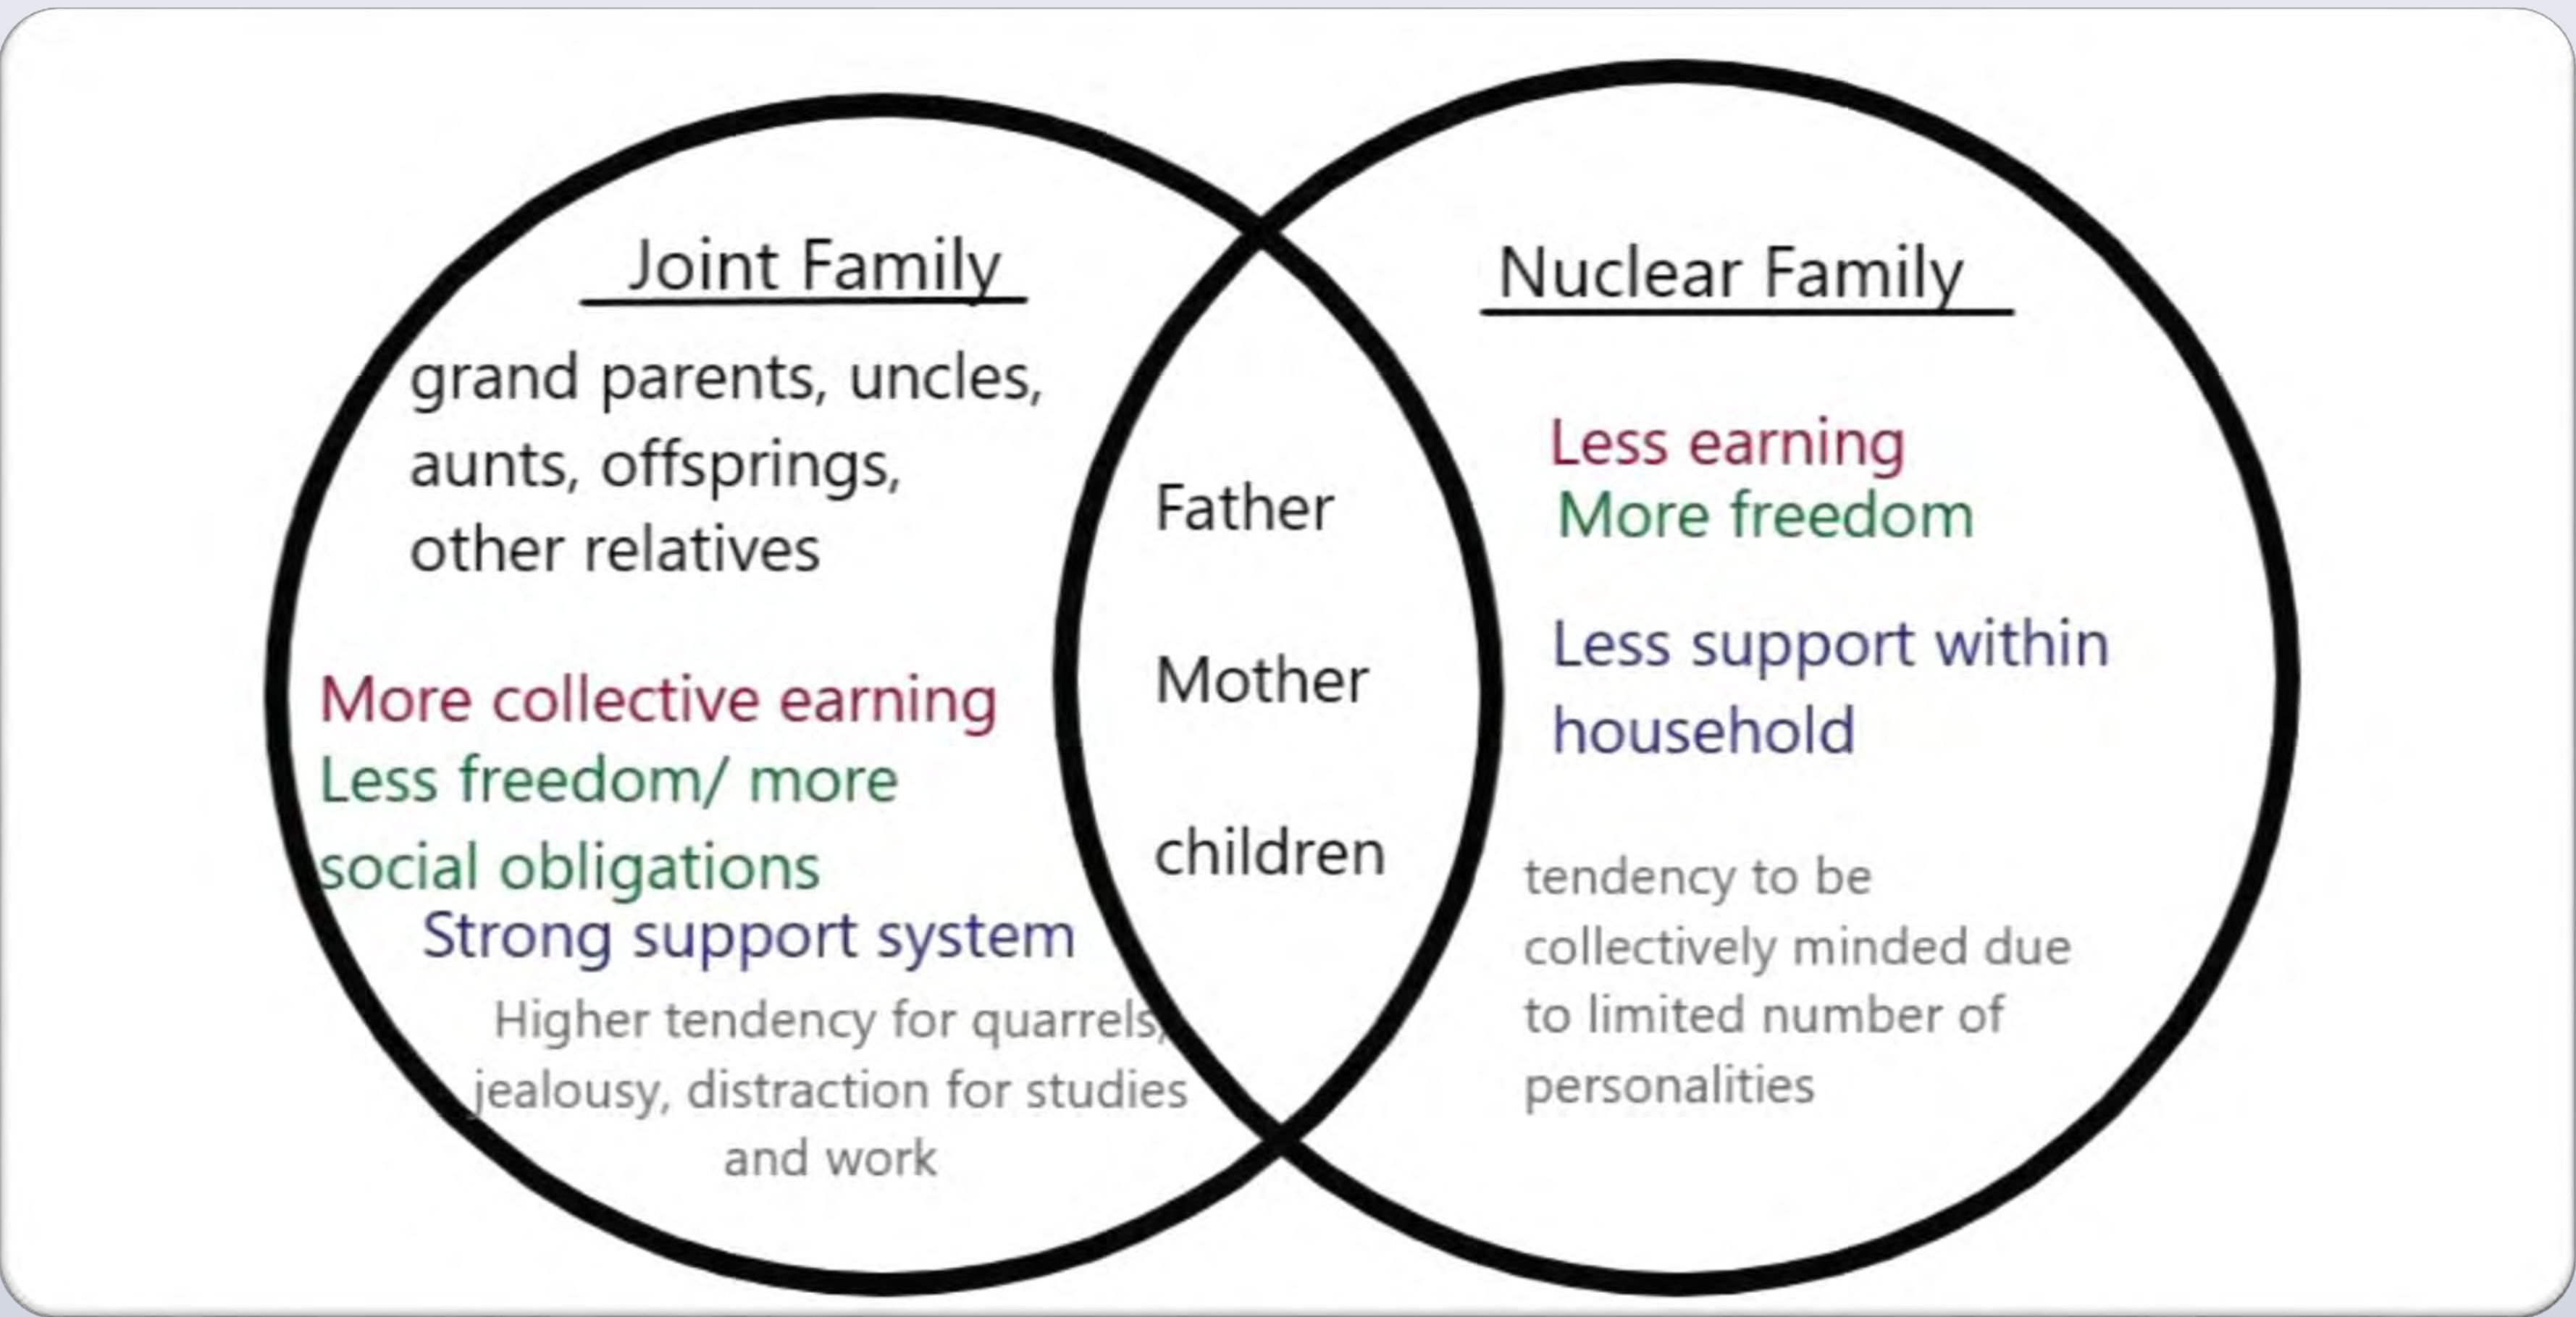 Joint Family
grand parents, uncles,
aunts, offsprings,
other relatives
More collective earning
Less freedom/ more
social obligations
Strong support system
Higher tendency for quarrels,
jealousy, distraction for studies
and work
Father
Mother
children
Nuclear Family
Less earning
More freedom
Less support within
household
tendency to be
collectively minded due
to limited number of
personalities